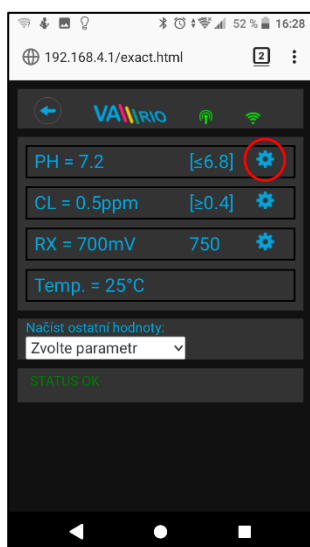 52 % 16:28
192.168.4.1/exact.html 2
VA RIO
PH = 7.2 [≤6.8]
CL = 0.5ppm [≥0.4]
RX = 700mV 750
Temp. = 25°C
Načíst ostatní hodnoty:
Zvolte parametr
STATUS OK